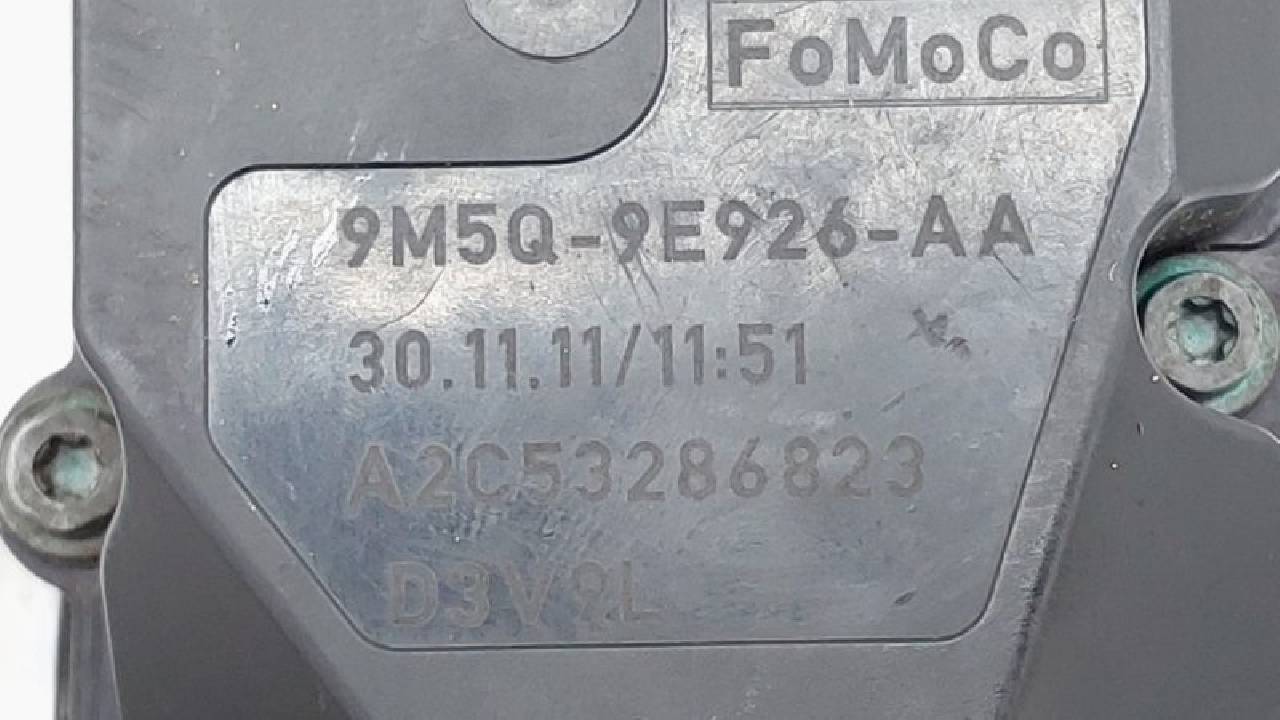 FoMoCo
9M5Q-9E926-AA
30.11.11/11:51
A2C53286823
D3V9L